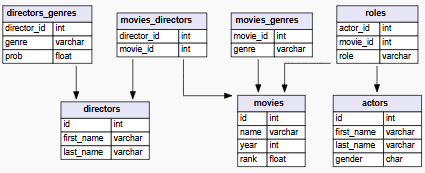 directors_genres
director_id int
genre varchar
prob float
movies_directors
director_id int
movie_id int
movies_genres
movie_id int
genre varchar
roles
actor_id int
movie_id int
role varchar
directors
id int
first_name varchar
last_name varchar
movies
id int
name varchar
year int
rank float
actors
id int
first_name varchar
last_name varchar
gender char